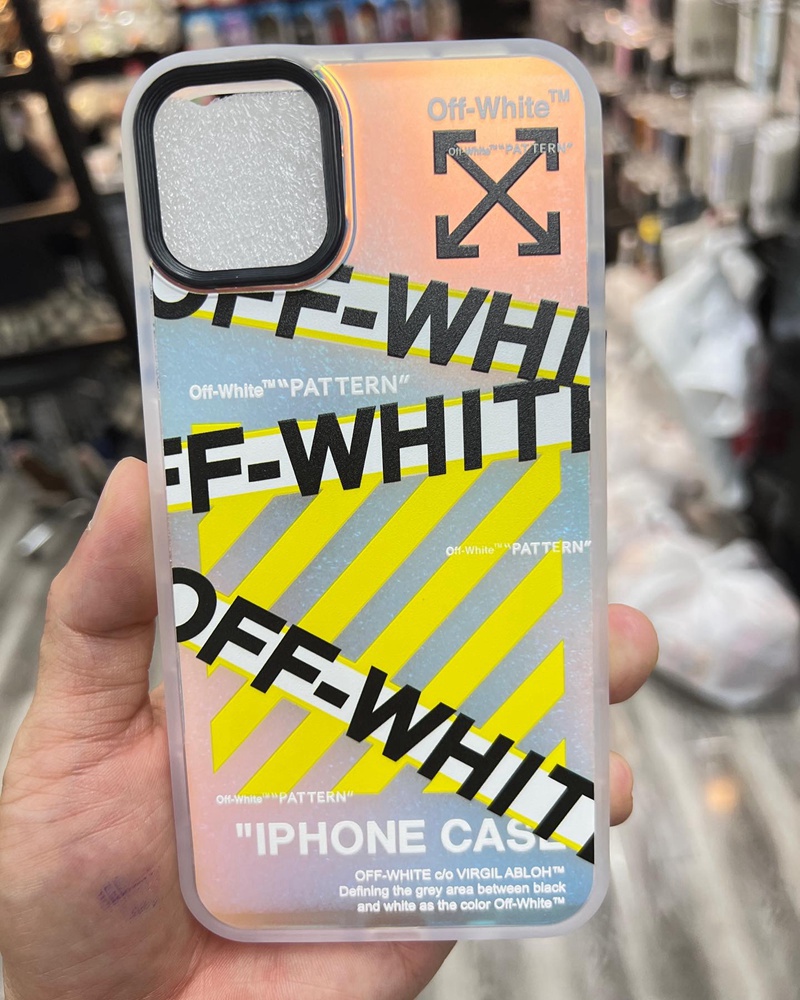 Off-White™
Off-White™"PATTERN"
OFF-WHI
Off-White™"PATTERN"
FF-WHITE
Off-White™"PATTERN"
OFF-WHIT
Off-White™"PATTERN"
"IPHONE CASE
OFF-WHITE c/o VIRGIL ABLOH™
Defining the grey area between black
and white as the color Off-White™